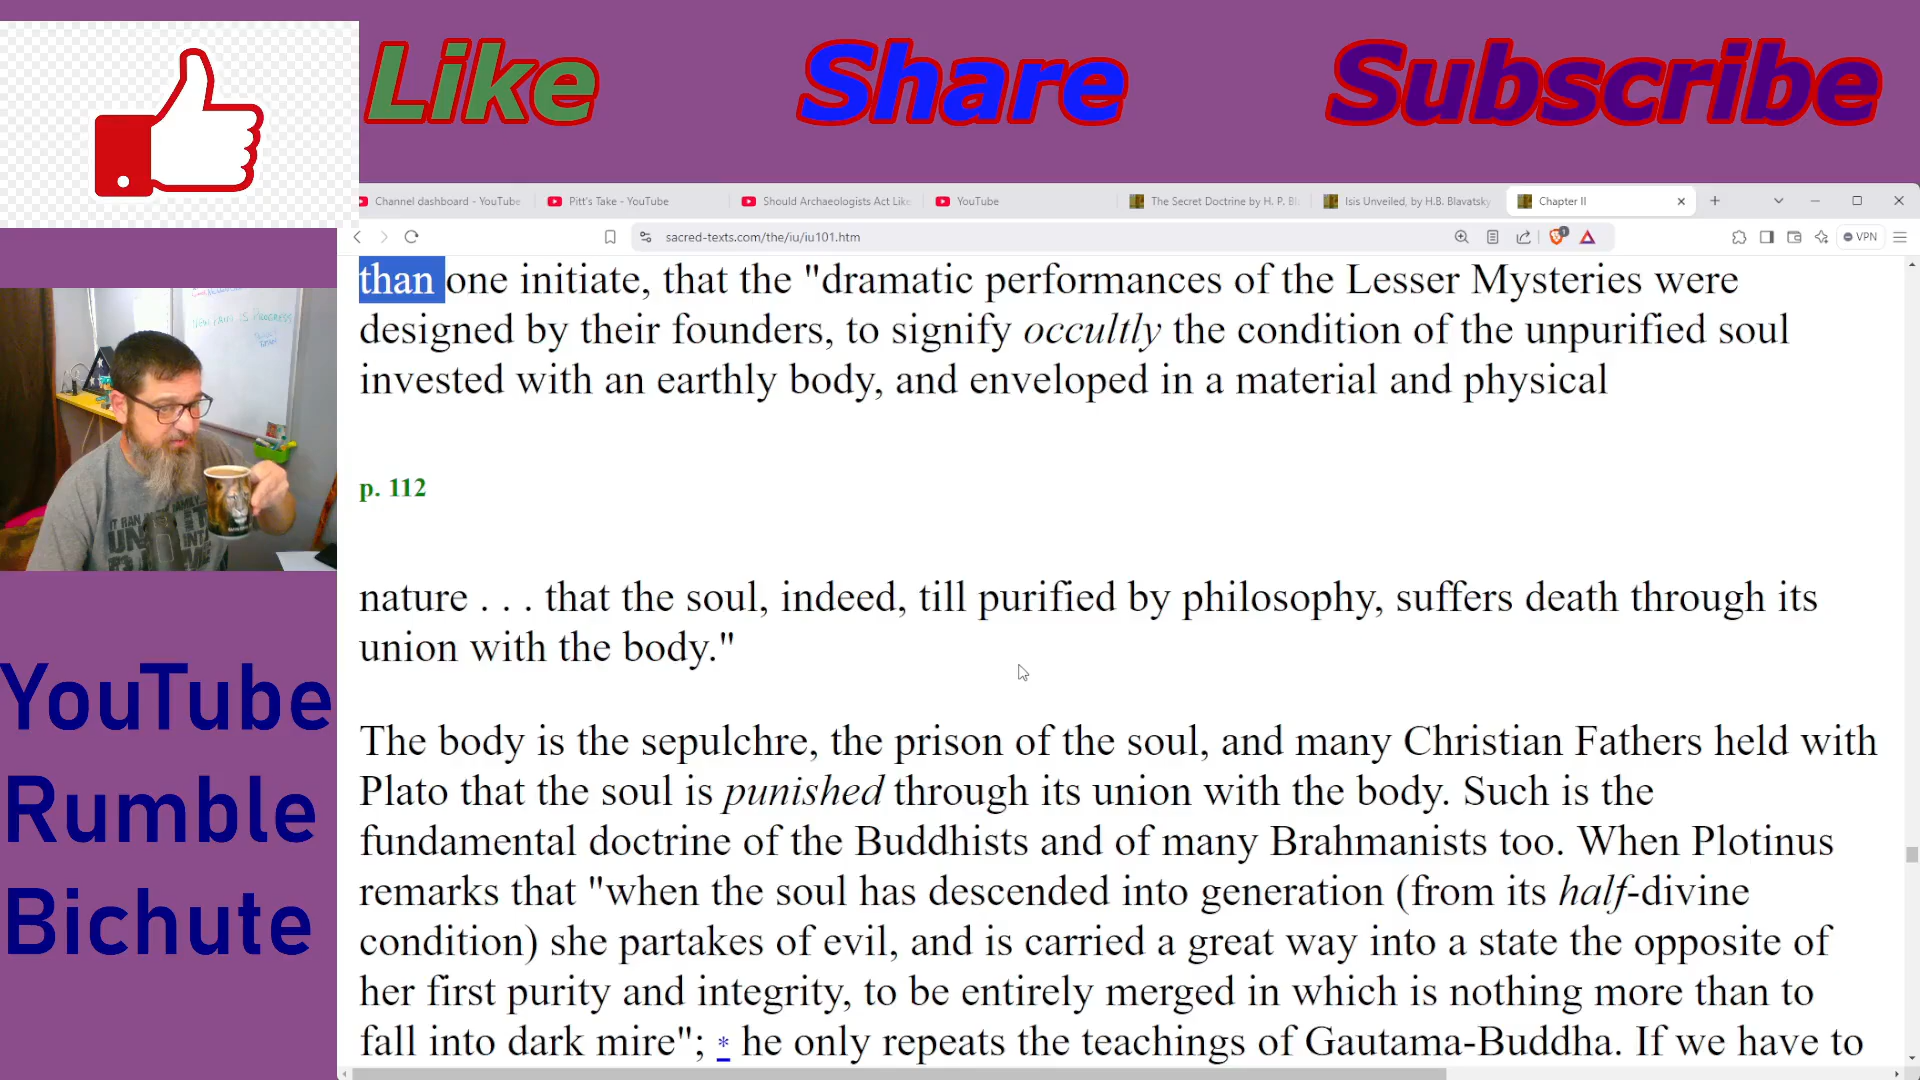 Like Share Subscribe
Channel dashboard - YouTube
Pitt's Take - YouTube
Should Archaeologists Act Like
YouTube
The Secret Doctrine by H. P. Bl
Isis Unveiled, by H.B. Blavatsky
Chapter II
sacred-texts.com/the/iu/iu101.htm
VPN
than one initiate, that the "dramatic performances of the Lesser Mysteries were
designed by their founders, to signify occultly the condition of the unpurified soul
invested with an earthly body, and enveloped in a material and physical
p. 112
nature . . . that the soul, indeed, till purified by philosophy, suffers death through its
union with the body."
The body is the sepulchre, the prison of the soul, and many Christian Fathers held with
Plato that the soul is punished through its union with the body. Such is the
fundamental doctrine of the Buddhists and of many Brahmanists too. When Plotinus
remarks that "when the soul has descended into generation (from its half-divine
condition) she partakes of evil, and is carried a great way into a state the opposite of
her first purity and integrity, to be entirely merged in which is nothing more than to
fall into dark mire"; * he only repeats the teachings of Gautama-Buddha. If we have to
YouTube
Rumble
Bichute